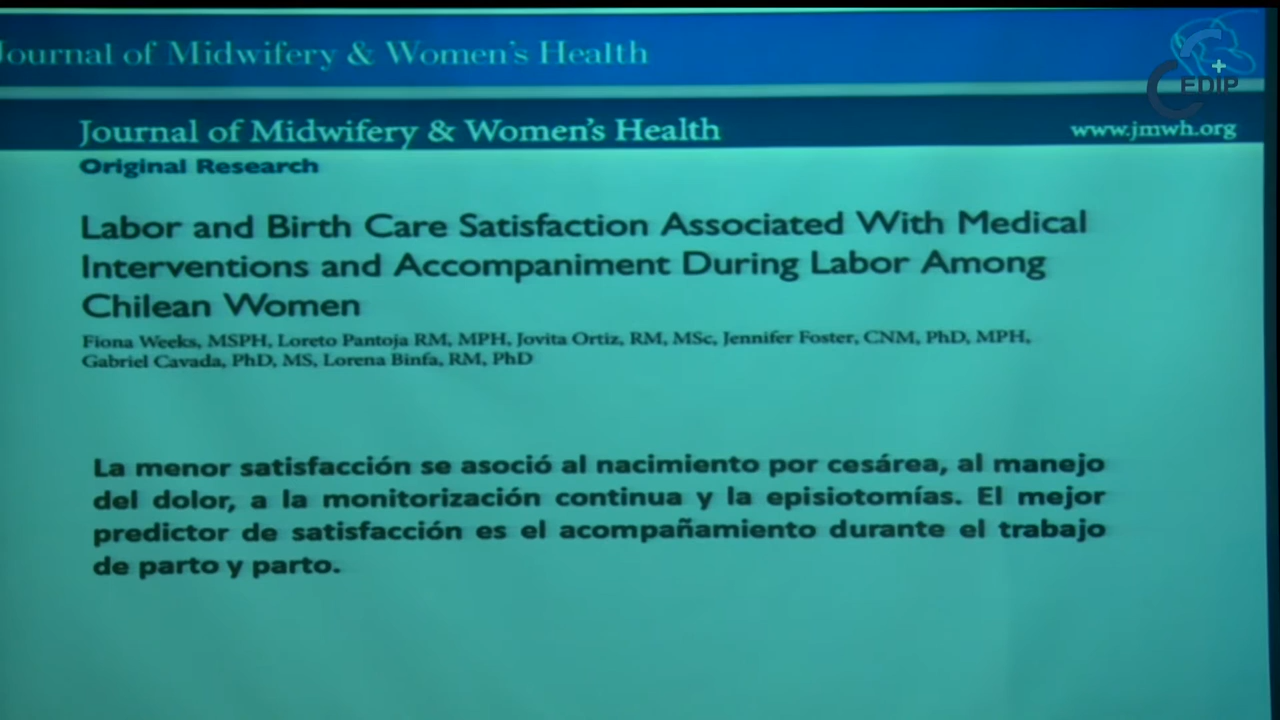 Journal of Midwifery & Women's Health
CEDIP
Journal of Midwifery & Women's Health
www.jmwh.org
Original Research
Labor and Birth Care Satisfaction Associated With Medical
Interventions and Accompaniment During Labor Among
Chilean Women
Fiona Weeks, MSPH, Loreto Pantoja RM, MPH, Jovita Ortiz, RM, MSc, Jennifer Foster, CNM, PhD, MPH,
Gabriel Cavada, PhD, MS, Lorena Binfa, RM, PhD
La menor satisfacción se asoció al nacimiento por cesárea, al manejo
del dolor, a la monitorización continua y la episiotomías. El mejor
predictor de satisfacción es el acompañamiento durante el trabajo
de parto y parto.